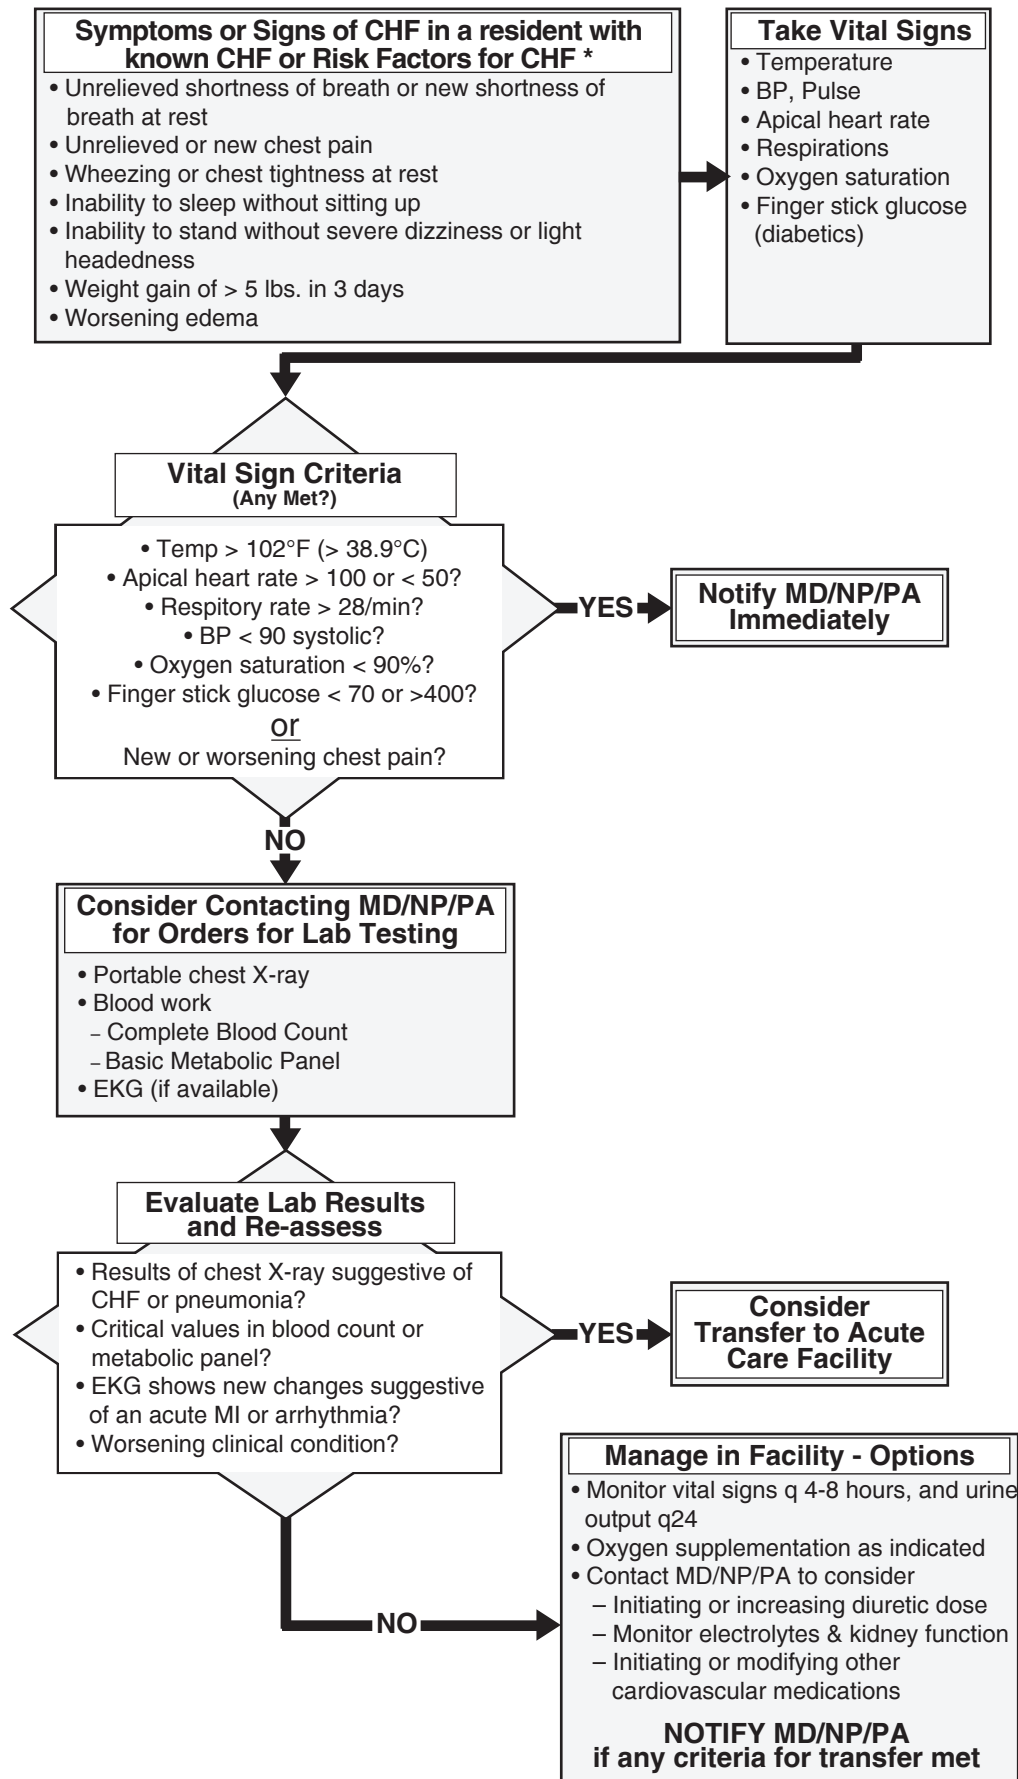 Symptoms or Signs of CHF in a resident with
known CHF or Risk Factors for CHF *
• Unrelieved shortness of breath or new shortness of
breath at rest
• Unrelieved or new chest pain
• Wheezing or chest tightness at rest
• Inability to sleep without sitting up
• Inability to stand without severe dizziness or light
headedness
• Weight gain of > 5 lbs. in 3 days
• Worsening edema
Take Vital Signs
• Temperature
• BP, Pulse
• Apical heart rate
• Respirations
• Oxygen saturation
• Finger stick glucose
(diabetics)
Vital Sign Criteria
(Any Met?)
• Temp > 102°F (> 38.9°C)
• Apical heart rate > 100 or < 50?
• Respitory rate > 28/min?
• BP < 90 systolic?
• Oxygen saturation < 90%?
• Finger stick glucose < 70 or >400?
or
New or worsening chest pain?
YES
Notify MD/NP/PA
Immediately
NO
Consider Contacting MD/NP/PA
for Orders for Lab Testing
• Portable chest X-ray
• Blood work
– Complete Blood Count
– Basic Metabolic Panel
• EKG (if available)
Evaluate Lab Results
and Re-assess
• Results of chest X-ray suggestive of
CHF or pneumonia?
• Critical values in blood count or
metabolic panel?
• EKG shows new changes suggestive
of an acute MI or arrhythmia?
• Worsening clinical condition?
YES
Consider
Transfer to Acute
Care Facility
NO
Manage in Facility - Options
• Monitor vital signs q 4-8 hours, and urine
output q24
• Oxygen supplementation as indicated
• Contact MD/NP/PA to consider
– Initiating or increasing diuretic dose
– Monitor electrolytes & kidney function
– Initiating or modifying other
cardiovascular medications
NOTIFY MD/NP/PA
if any criteria for transfer met